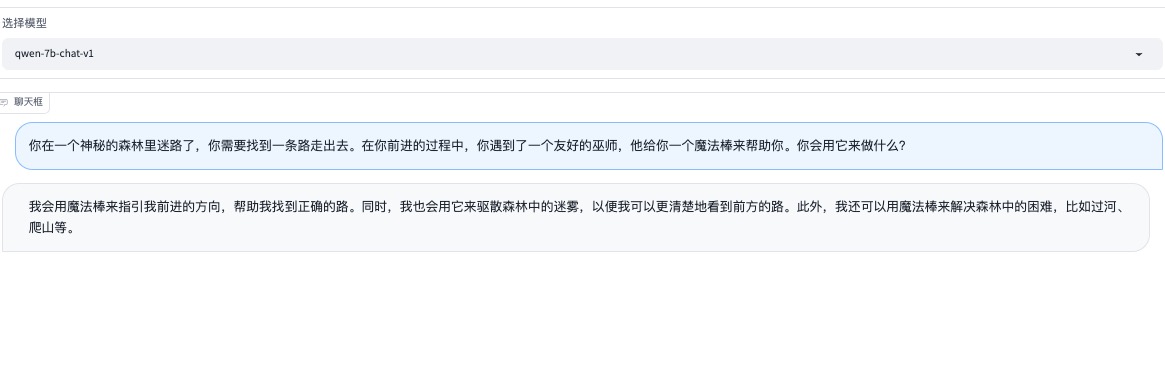 选择模型
qwen-7b-chat-v1
聊天框
你在一个神秘的森林里迷路了，你需要找到一条路走出去。在你前进的过程中，你遇到了一个友好的巫师，他给你一个魔法棒来帮助你。你会用它来做什么？
我会用魔法棒来指引我前进的方向，帮助我找到正确的路。同时，我也会用它来驱散森林中的迷雾，以便我可以更清楚地看到前方的路。此外，我还可以用魔法棒来解决森林中的困难，比如过河、
爬山等。